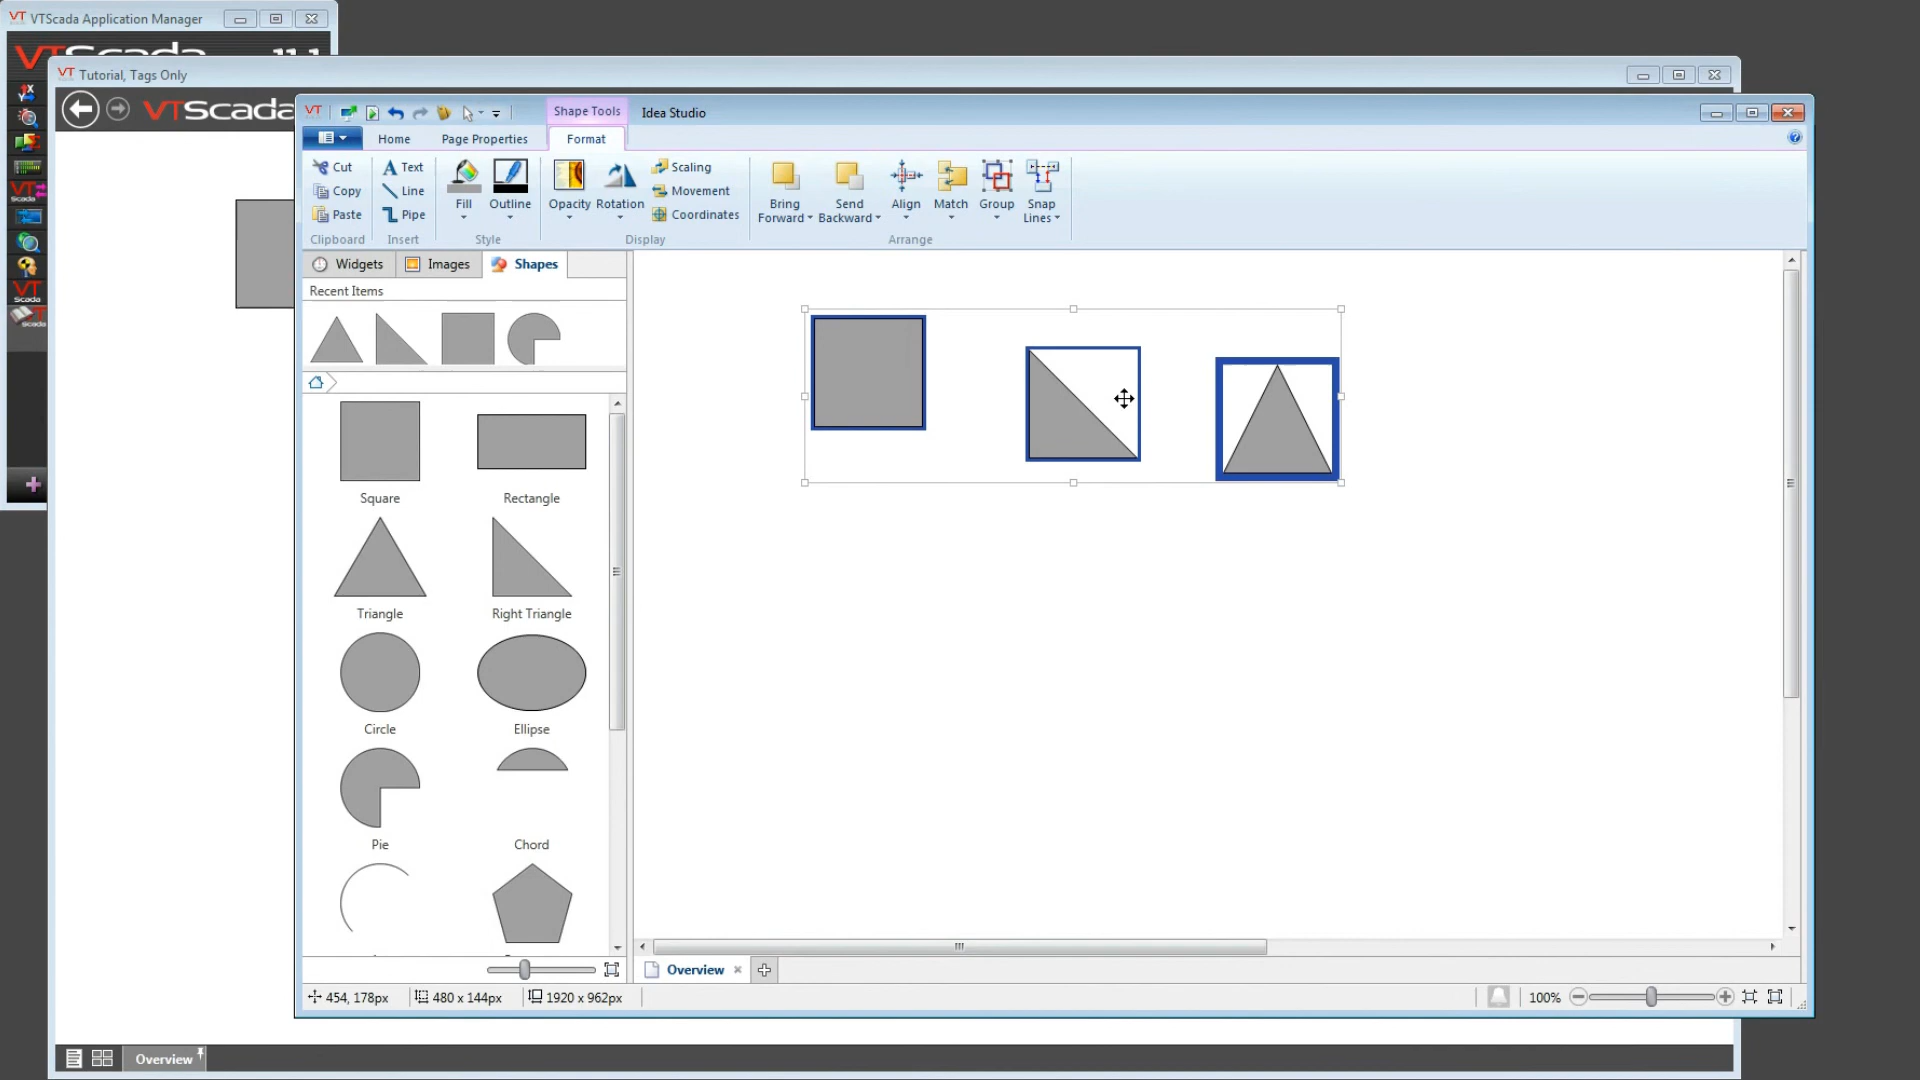 VTScada Application Manager
VTScada
Tutorial, Tags Only
VTScada
Shape Tools
Idea Studio
Home
Page Properties
Format
Cut
Copy
Paste
Clipboard
Text
Line
Pipe
Insert
Fill
Outline
Style
Opacity
Rotation
Scaling
Movement
Coordinates
Display
Bring Forward
Send Backward
Align
Match
Group
Snap Lines
Arrange
Widgets
Images
Shapes
Recent Items
Square
Rectangle
Triangle
Right Triangle
Circle
Ellipse
Pie
Chord
Overview
454, 178px
480 x 144px
1920 x 962px
100%
Overview